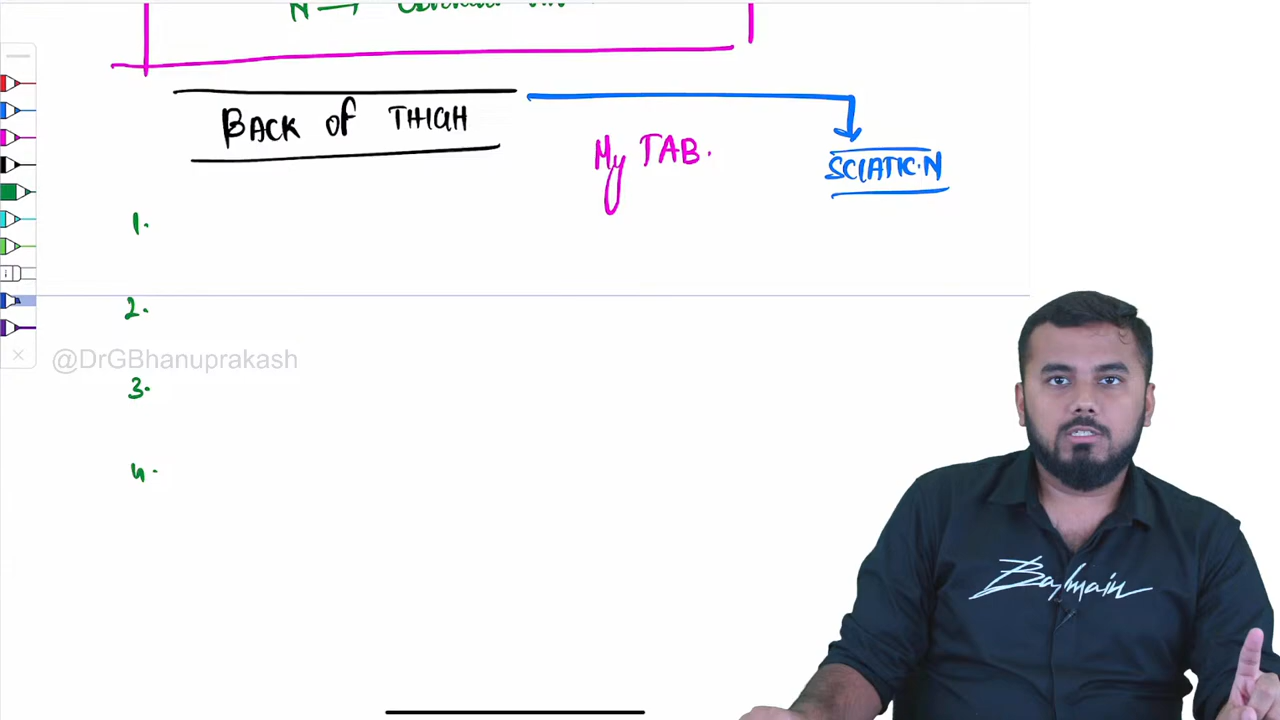 N →
BACK OF THIGH
My TAB.
SCIATIC.N
1.
2.
@DrGBhanuprakash
3.
4.
Balmain